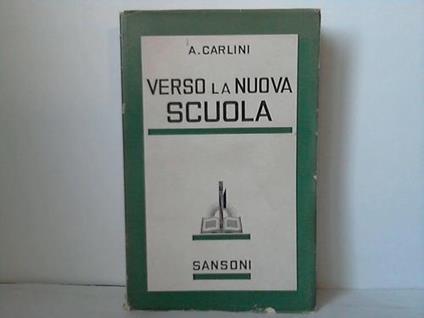 A. CARLINI
VERSO LA NUOVA
SCUOLA
SANSONI